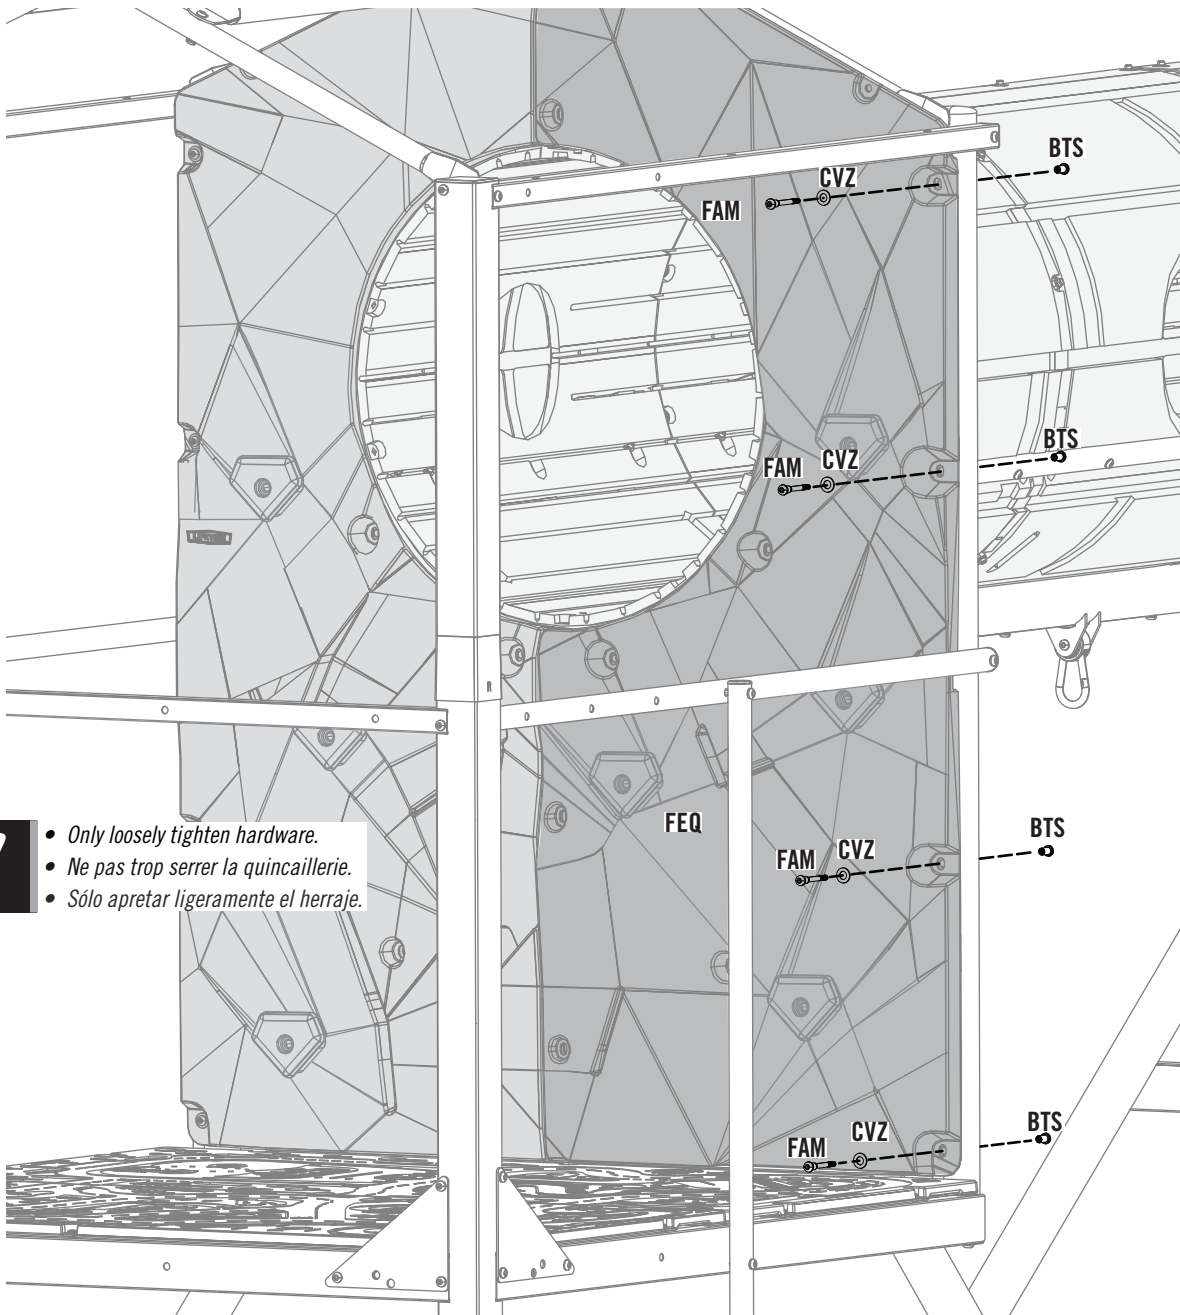 BTS
CVZ
FAM
BTS
CVZ
FAM
R
FEQ
BTS
CVZ
FAM
• Only loosely tighten hardware.
• Ne pas trop serrer la quincaillerie.
• Sólo apretar ligeramente el herraje.
BTS
CVZ
FAM